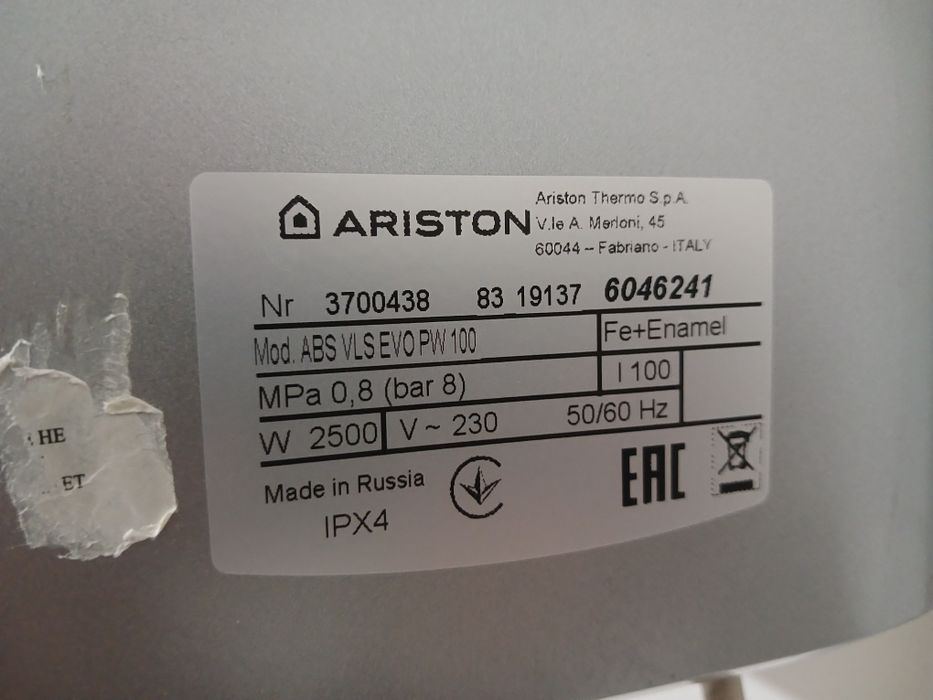 ARISTON
Ariston Thermo S.p.A.
V.le A. Merloni, 45
60044 – Fabriano - ITALY
Nr 3700438 83 19137 6046241
Mod. ABS VLS EVO PW 100 Fe+Enamel
MPa 0,8 (bar 8) l 100
W 2500 V ~ 230 50/60 Hz
Made in Russia
IPX4
EAC
НЕ
ЕТ